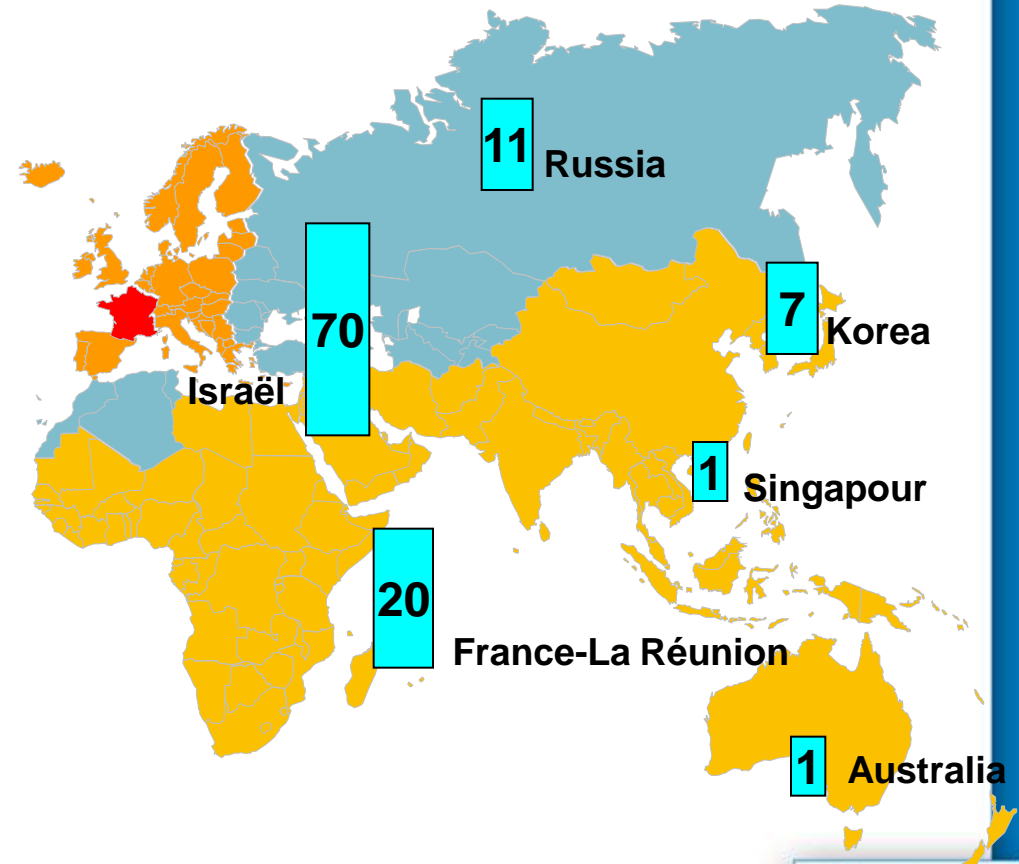 11
Russia
70
7
Korea
Israël
1
Singapour
20
France-La Réunion
1
Australia